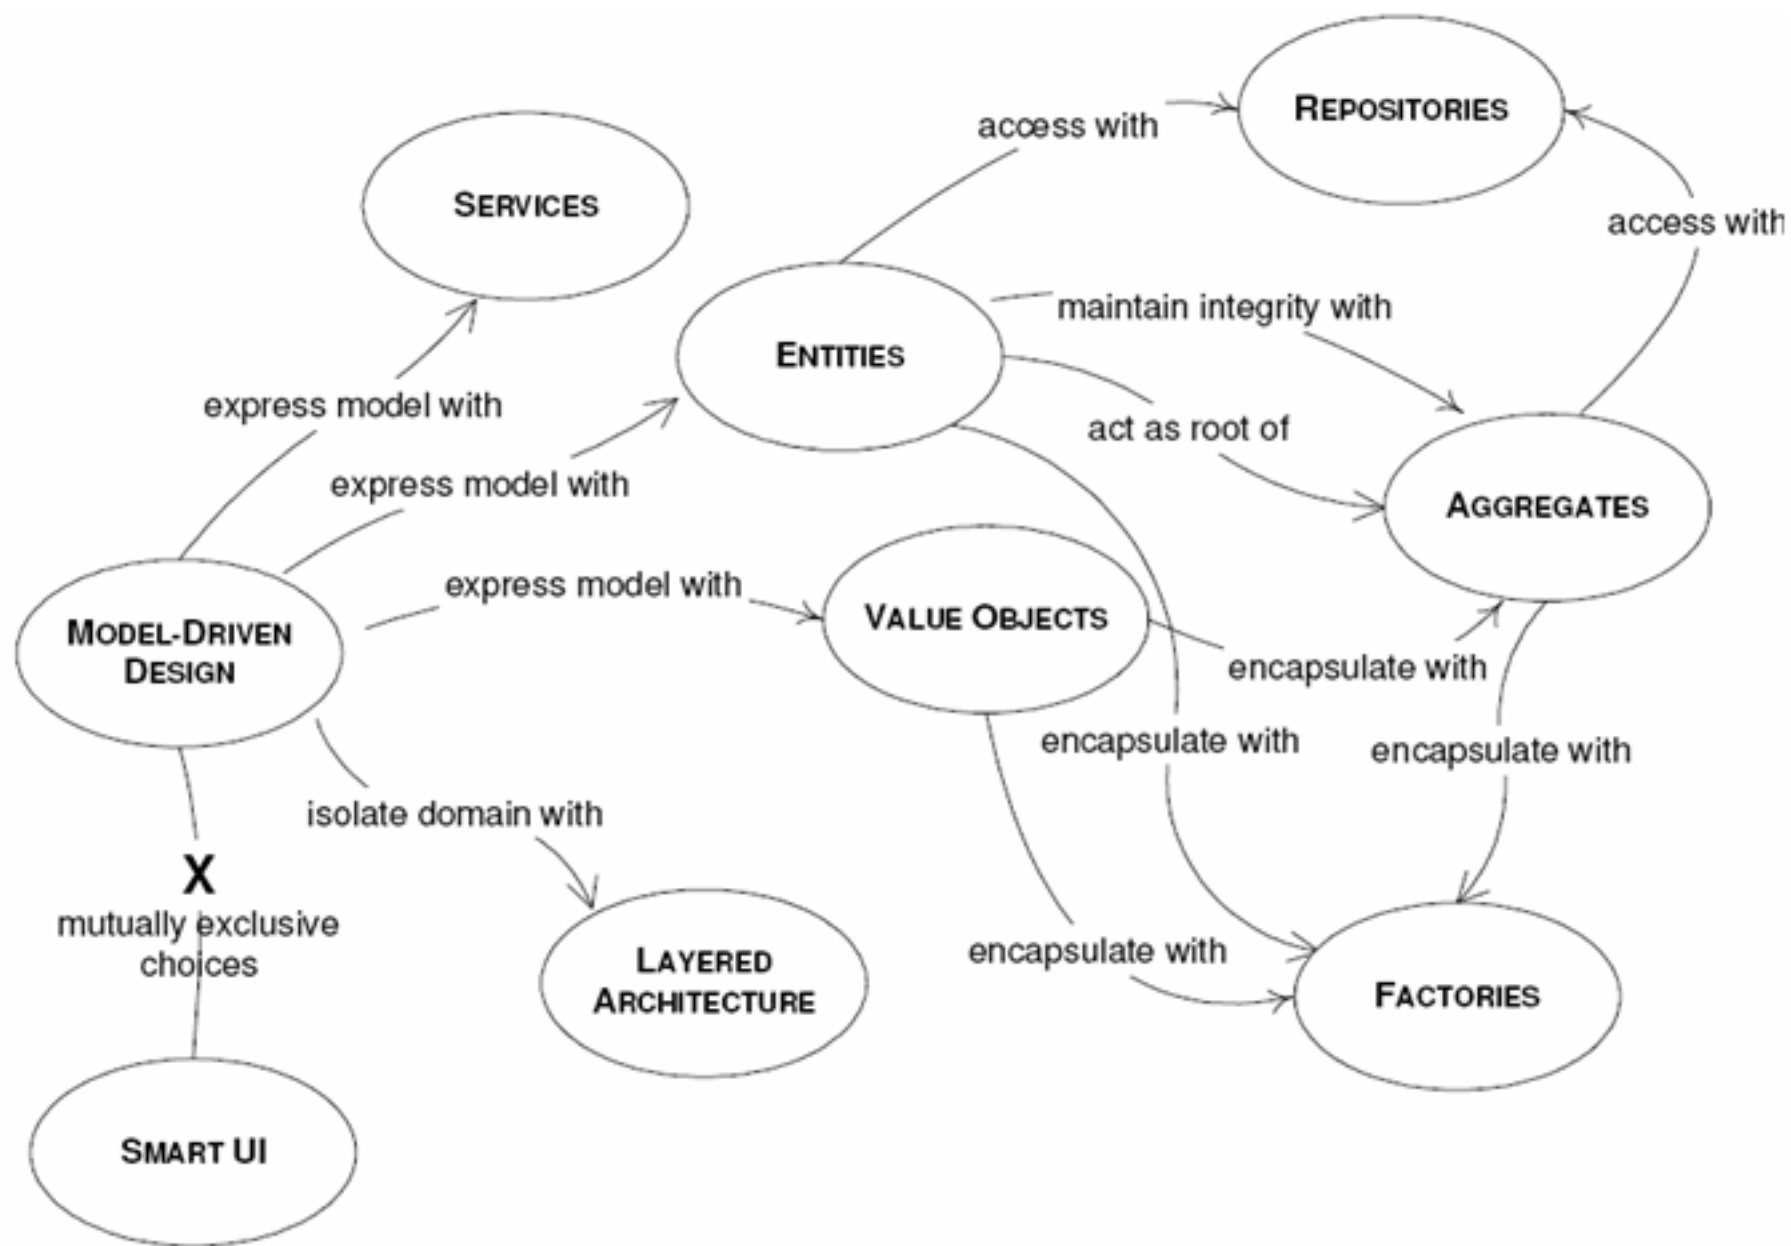 REPOSITORIES
access with
SERVICES
access with
maintain integrity with
ENTITIES
express model with
act as root of
express model with
AGGREGATES
express model with
VALUE OBJECTS
MODEL-DRIVEN
DESIGN
encapsulate with
encapsulate with
encapsulate with
isolate domain with
X
mutually exclusive
choices
encapsulate with
LAYERED
ARCHITECTURE
FACTORIES
SMART UI